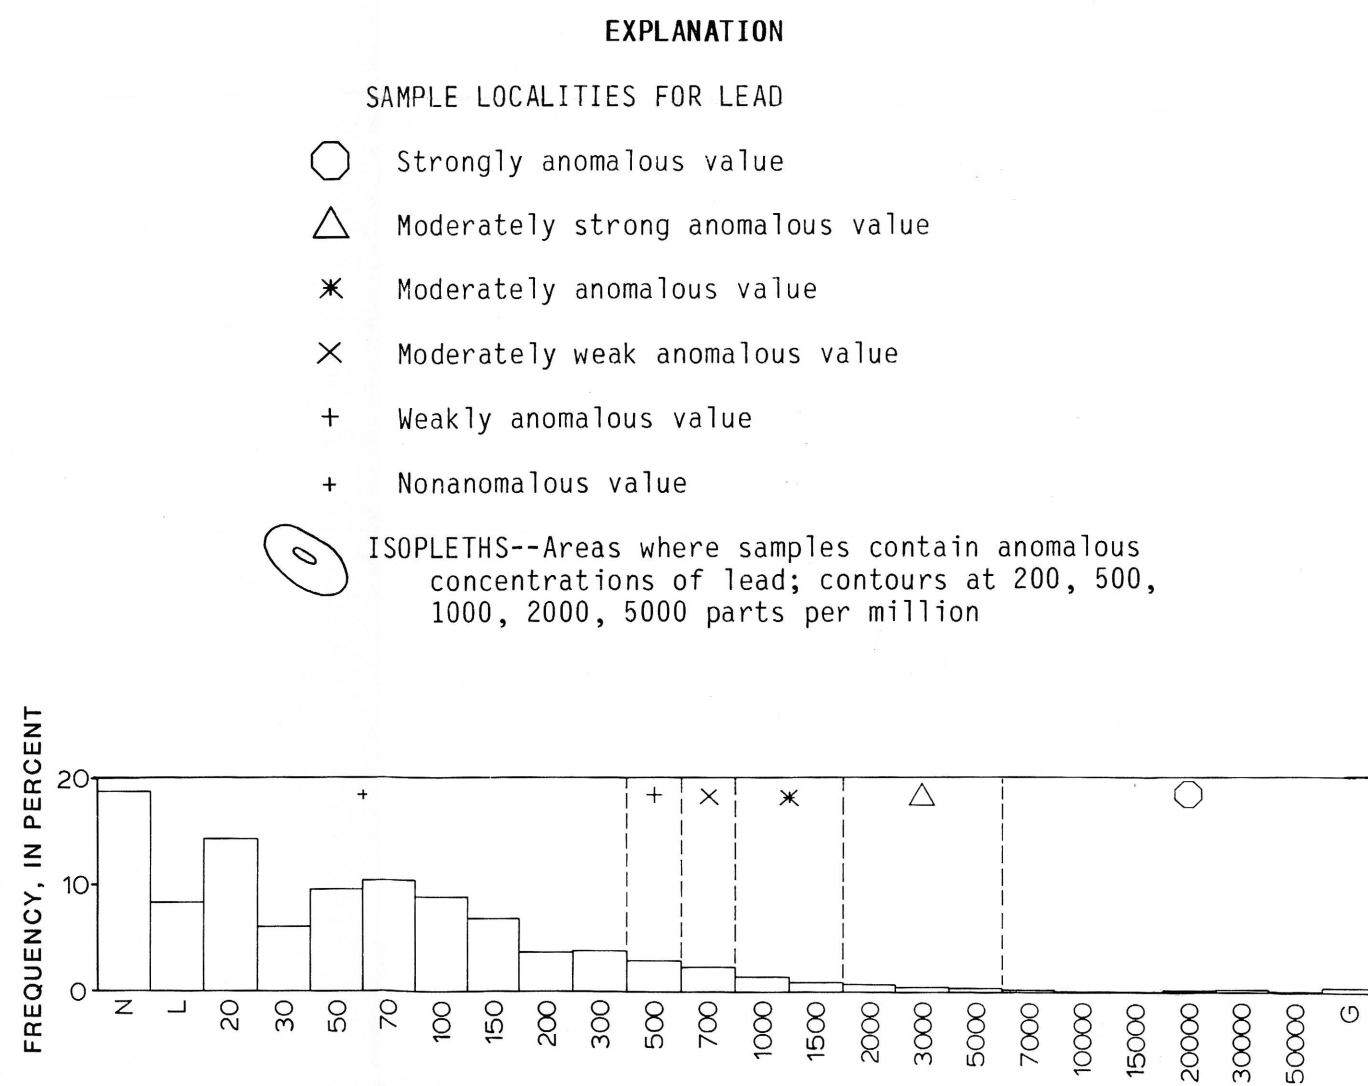 EXPLANATION
SAMPLE LOCALITIES FOR LEAD
Strongly anomalous value
Moderately strong anomalous value
Moderately anomalous value
Moderately weak anomalous value
Weakly anomalous value
Nonanomalous value
ISOPLETHS--Areas where samples contain anomalous
concentrations of lead; contours at 200, 500,
1000, 2000, 5000 parts per million
FREQUENCY, IN PERCENT
20
10
0
N L 20 30 50 70 100 150 200 300 500 700 1000 1500 2000 3000 5000 7000 10000 15000 20000 30000 50000 G